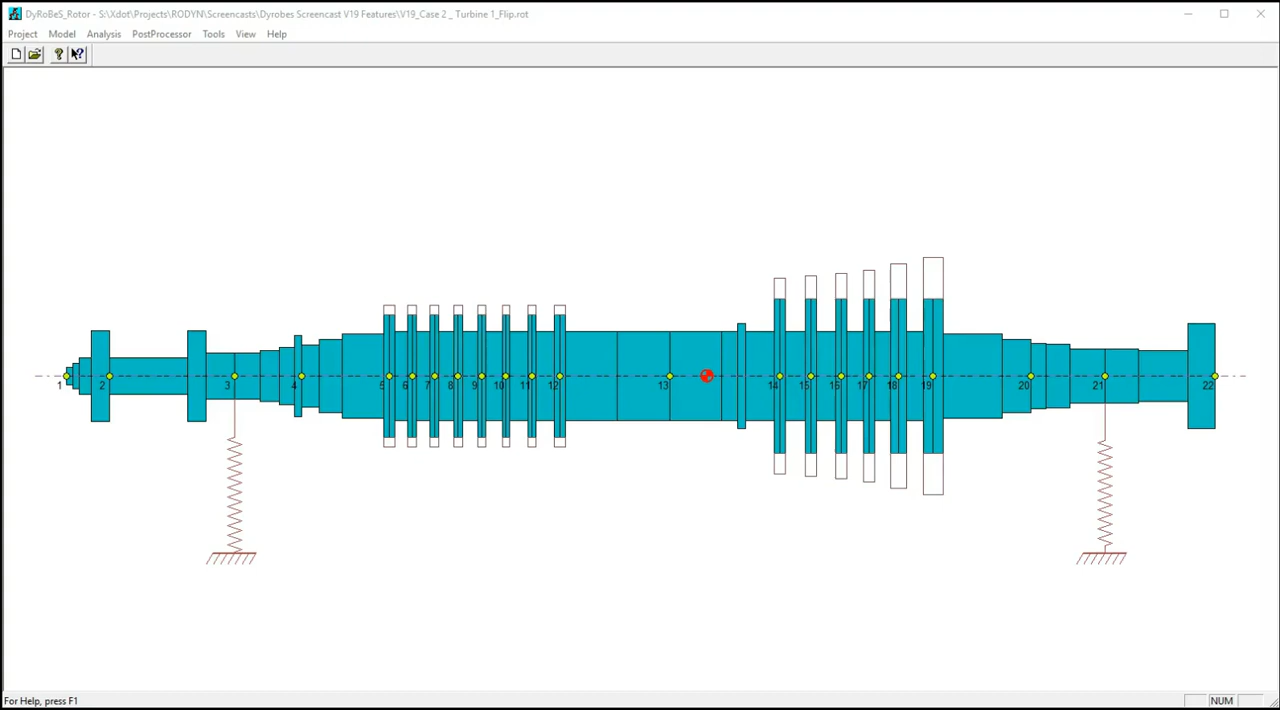 DyRoBeS_Rotor - S:\Xdot\Projects\RODYN\Screencasts\Dyrobes Screencast V19 Features\V19_Case 2 _ Turbine 1_Flip.rot
Project Model Analysis PostProcessor Tools View Help
1 2 3 4 5 6 7 8 9 10 11 12 13 14 15 16 17 18 19 20 21 22
For Help, press F1 NUM